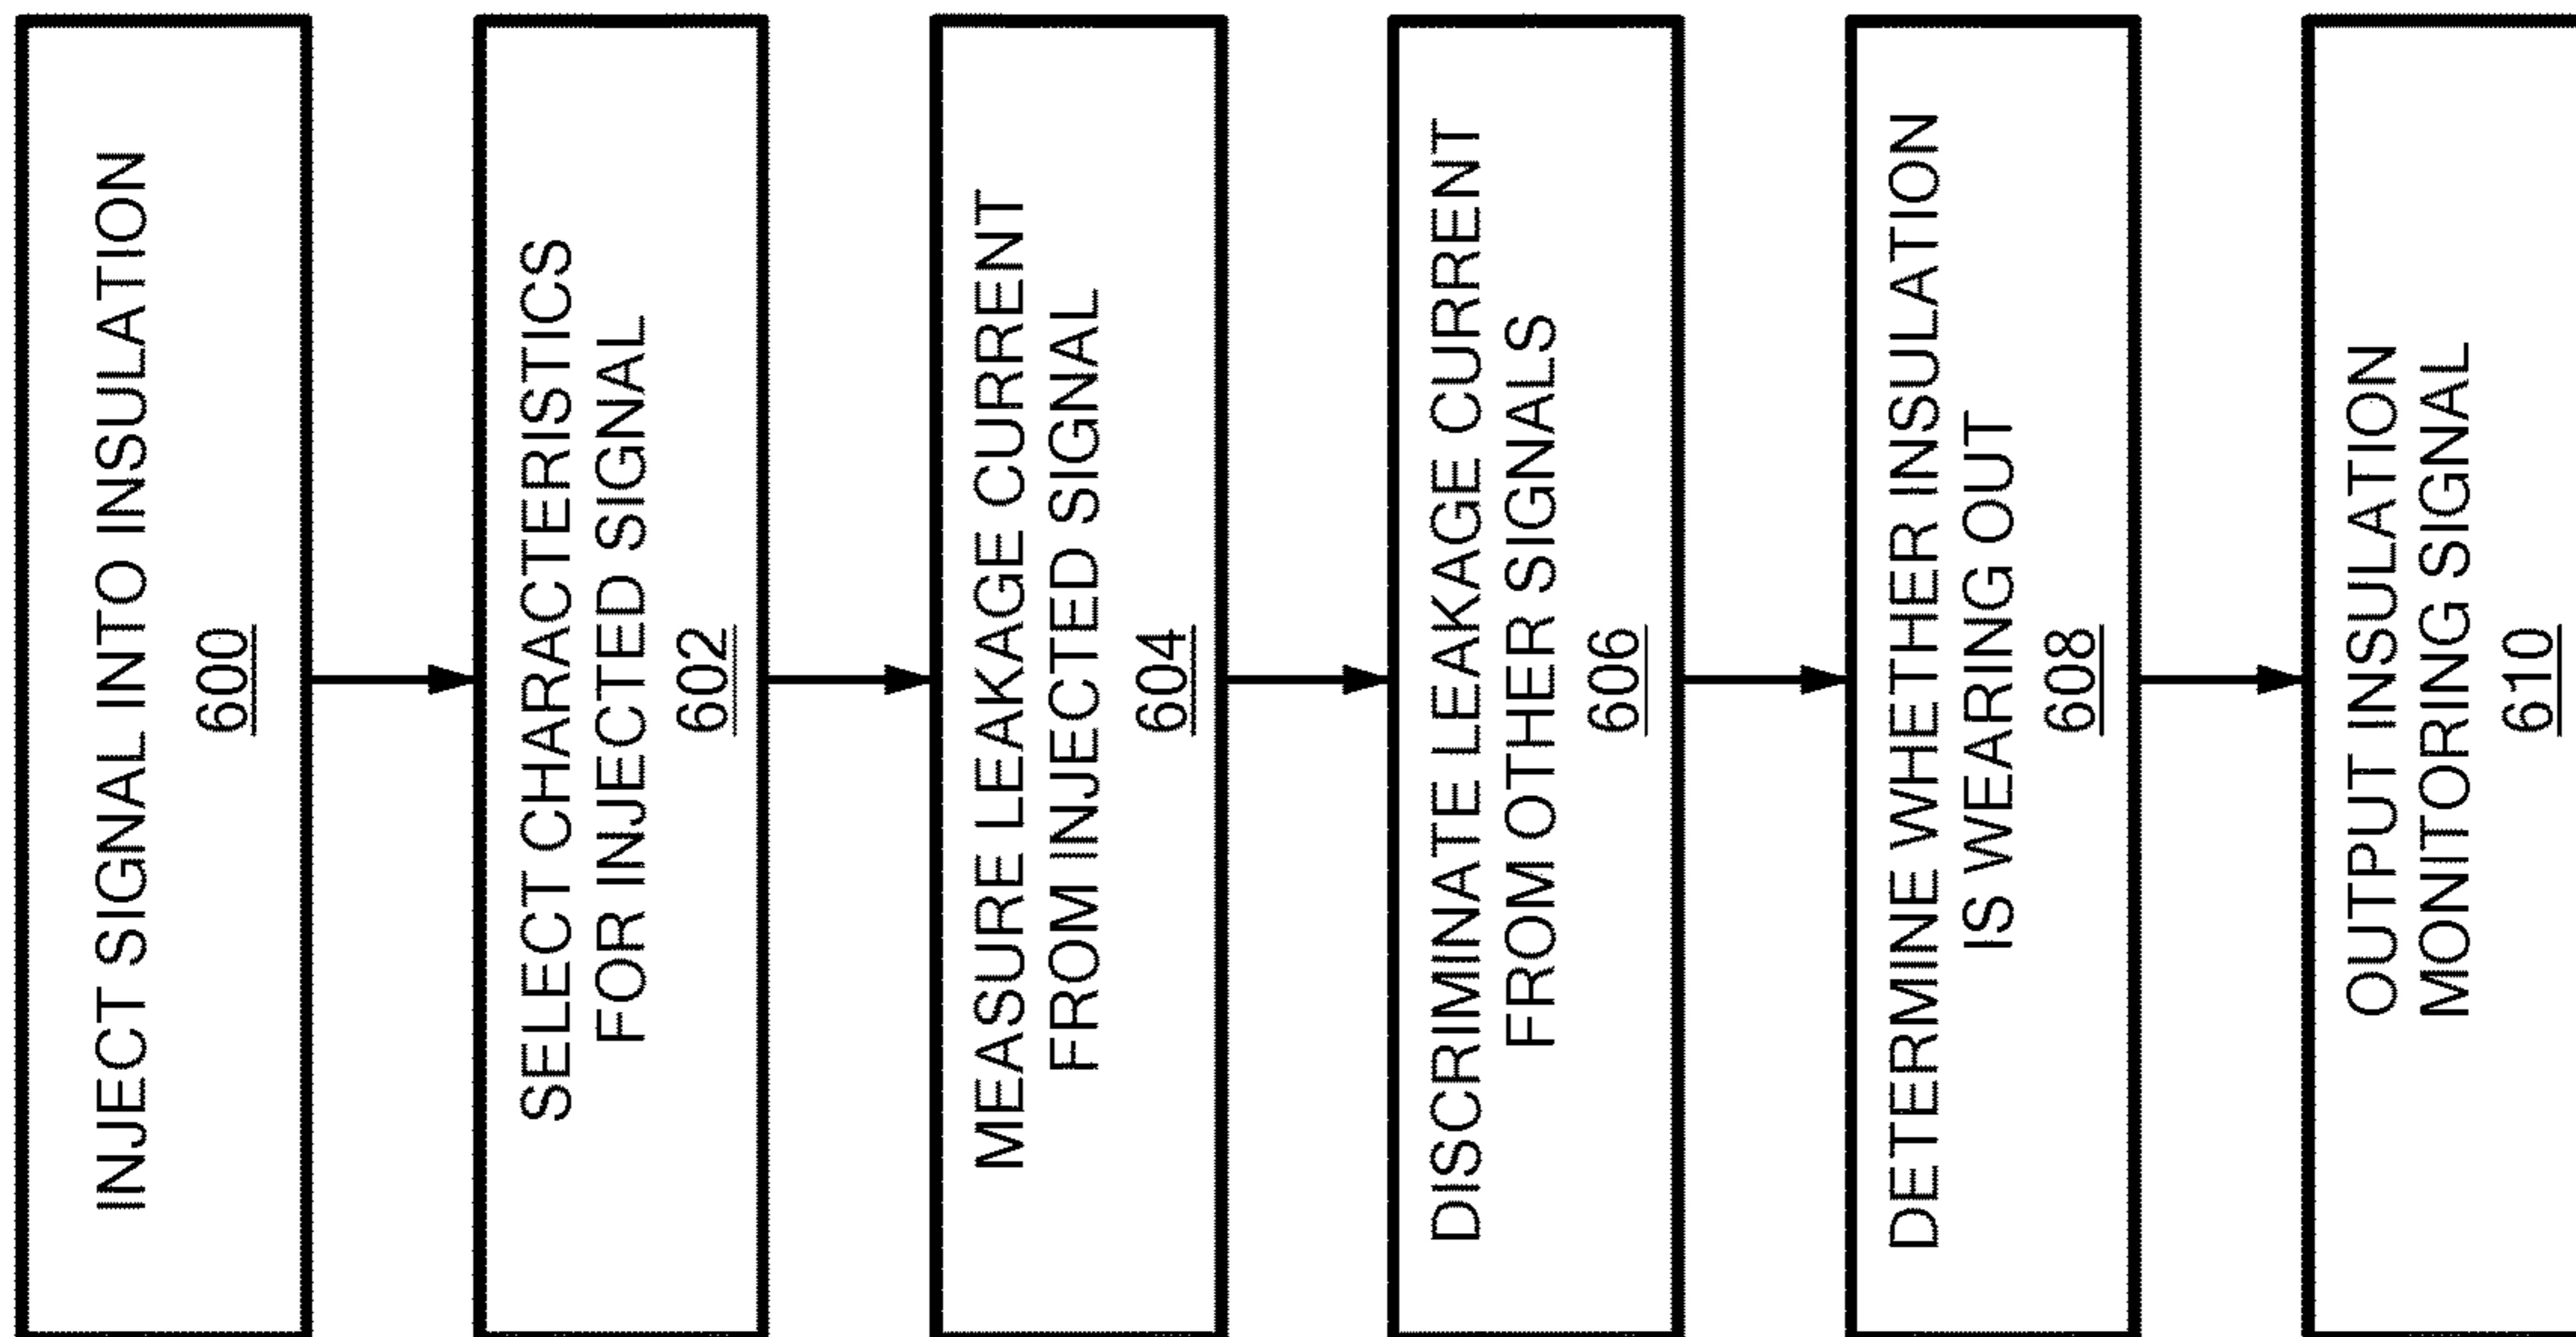 INJECT SIGNAL INTO INSULATION
600
SELECT CHARACTERISTICS
FOR INJECTED SIGNAL
602
MEASURE LEAKAGE CURRENT
FROM INJECTED SIGNAL
604
DISCRIMINATE LEAKAGE CURRENT
FROM OTHER SIGNALS
606
DETERMINE WHETHER INSULATION
IS WEARING OUT
608
OUTPUT INSULATION
MONITORING SIGNAL
610